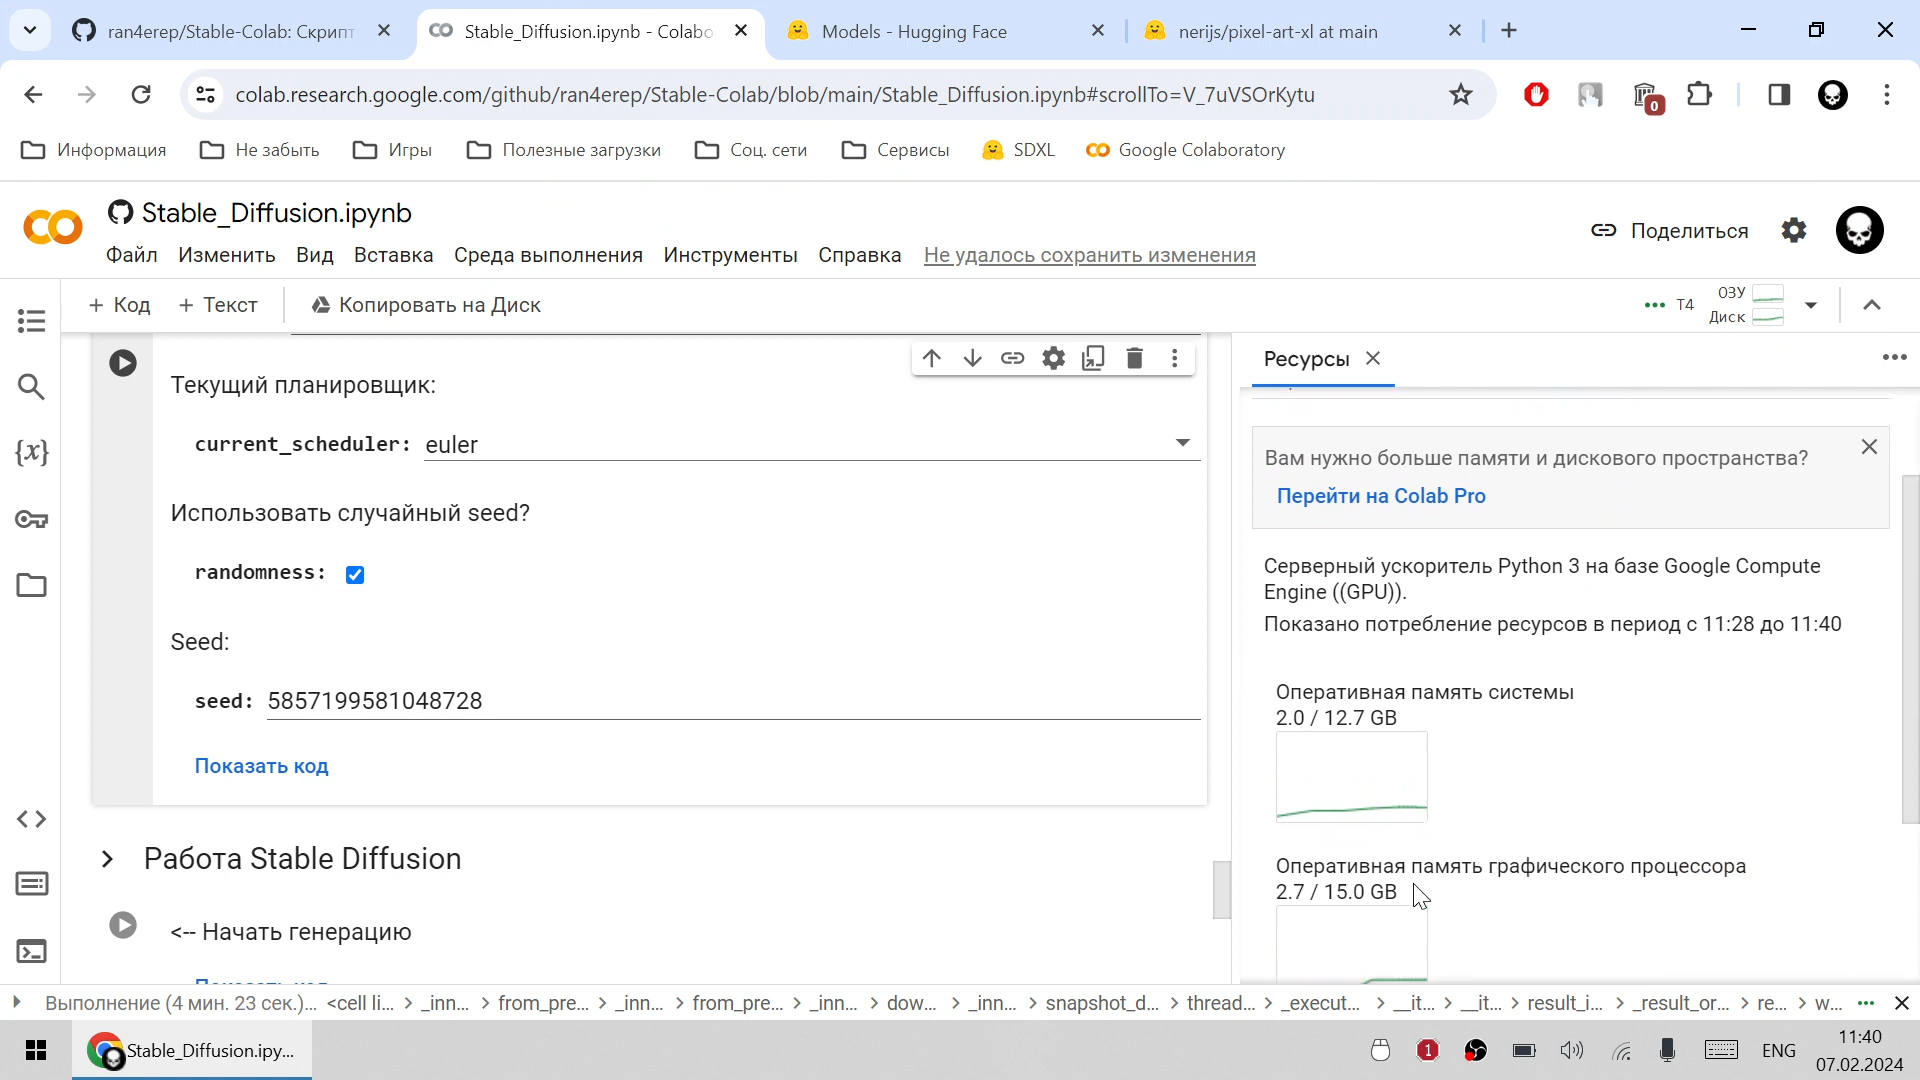 ran4erep/Stable-Colab: Скрипт
Stable_Diffusion.ipynb - Colabo
Models - Hugging Face
nerijs/pixel-art-xl at main
colab.research.google.com/github/ran4erep/Stable-Colab/blob/main/Stable_Diffusion.ipynb#scrollTo=V_7uVSOrKytu
0
Информация
Не забыть
Игры
Полезные загрузки
Соц. сети
Сервисы
SDXL
Google Colaboratory
Stable_Diffusion.ipynb
Поделиться
Файл Изменить Вид Вставка Среда выполнения Инструменты Справка Не удалось сохранить изменения
+ Код + Текст Копировать на Диск
T4
ОЗУ
Диск
Текущий планировщик:
current_scheduler: euler
Использовать случайный seed?
randomness:
Seed:
seed: 5857199581048728
Показать код
Работа Stable Diffusion
<-- Начать генерацию
Показать код
Ресурсы
Вам нужно больше памяти и дискового пространства?
Перейти на Colab Pro
Серверный ускоритель Python 3 на базе Google Compute
Engine ((GPU)).
Показано потребление ресурсов в период с 11:28 до 11:40
Оперативная память системы
2.0 / 12.7 GB
Оперативная память графического процессора
2.7 / 15.0 GB
{x}
Выполнение (4 мин. 23 сек.)... <cell li... > _inn... > from_pre... > _inn... > from_pre... > _inn... > dow... > _inn... > snapshot_d... > thread... > _execut... > __it... > __it... > result_i... > _result_or... > re... > w...
Stable_Diffusion.ipy...
1
ENG
11:40
07.02.2024